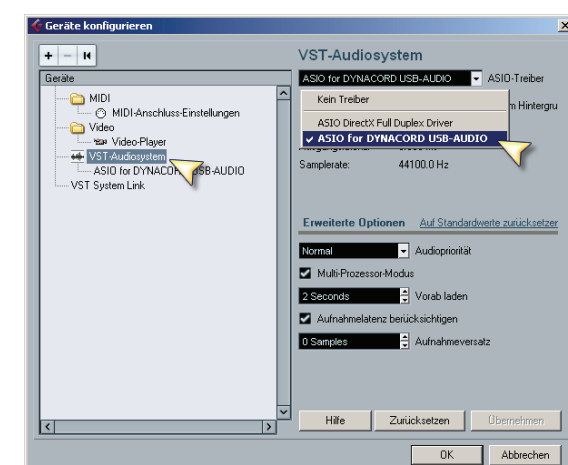 Geräte konfigurieren
Geräte
MIDI
MIDI-Anschluss-Einstellungen
Video
Video-Player
VST-Audiosystem
ASIO for DYNACORD USB-AUDIO
VST System Link
VST-Audiosystem
ASIO for DYNACORD USB-AUDIO ASIO-Treiber
Kein Treiber
m Hintergru
ASIO DirectX Full Duplex Driver
ASIO for DYNACORD USB-AUDIO
Samplerate: 44100.0 Hz
Erweiterte Optionen Auf Standardwerte zurücksetzer
Normal Audiopriorität
Multi-Prozessor-Modus
2 Seconds Vorab laden
Aufnahmelatenz berücksichtigen
0 Samples Aufnahmeversatz
Hilfe Zurücksetzen Übernehmen
OK Abbrechen